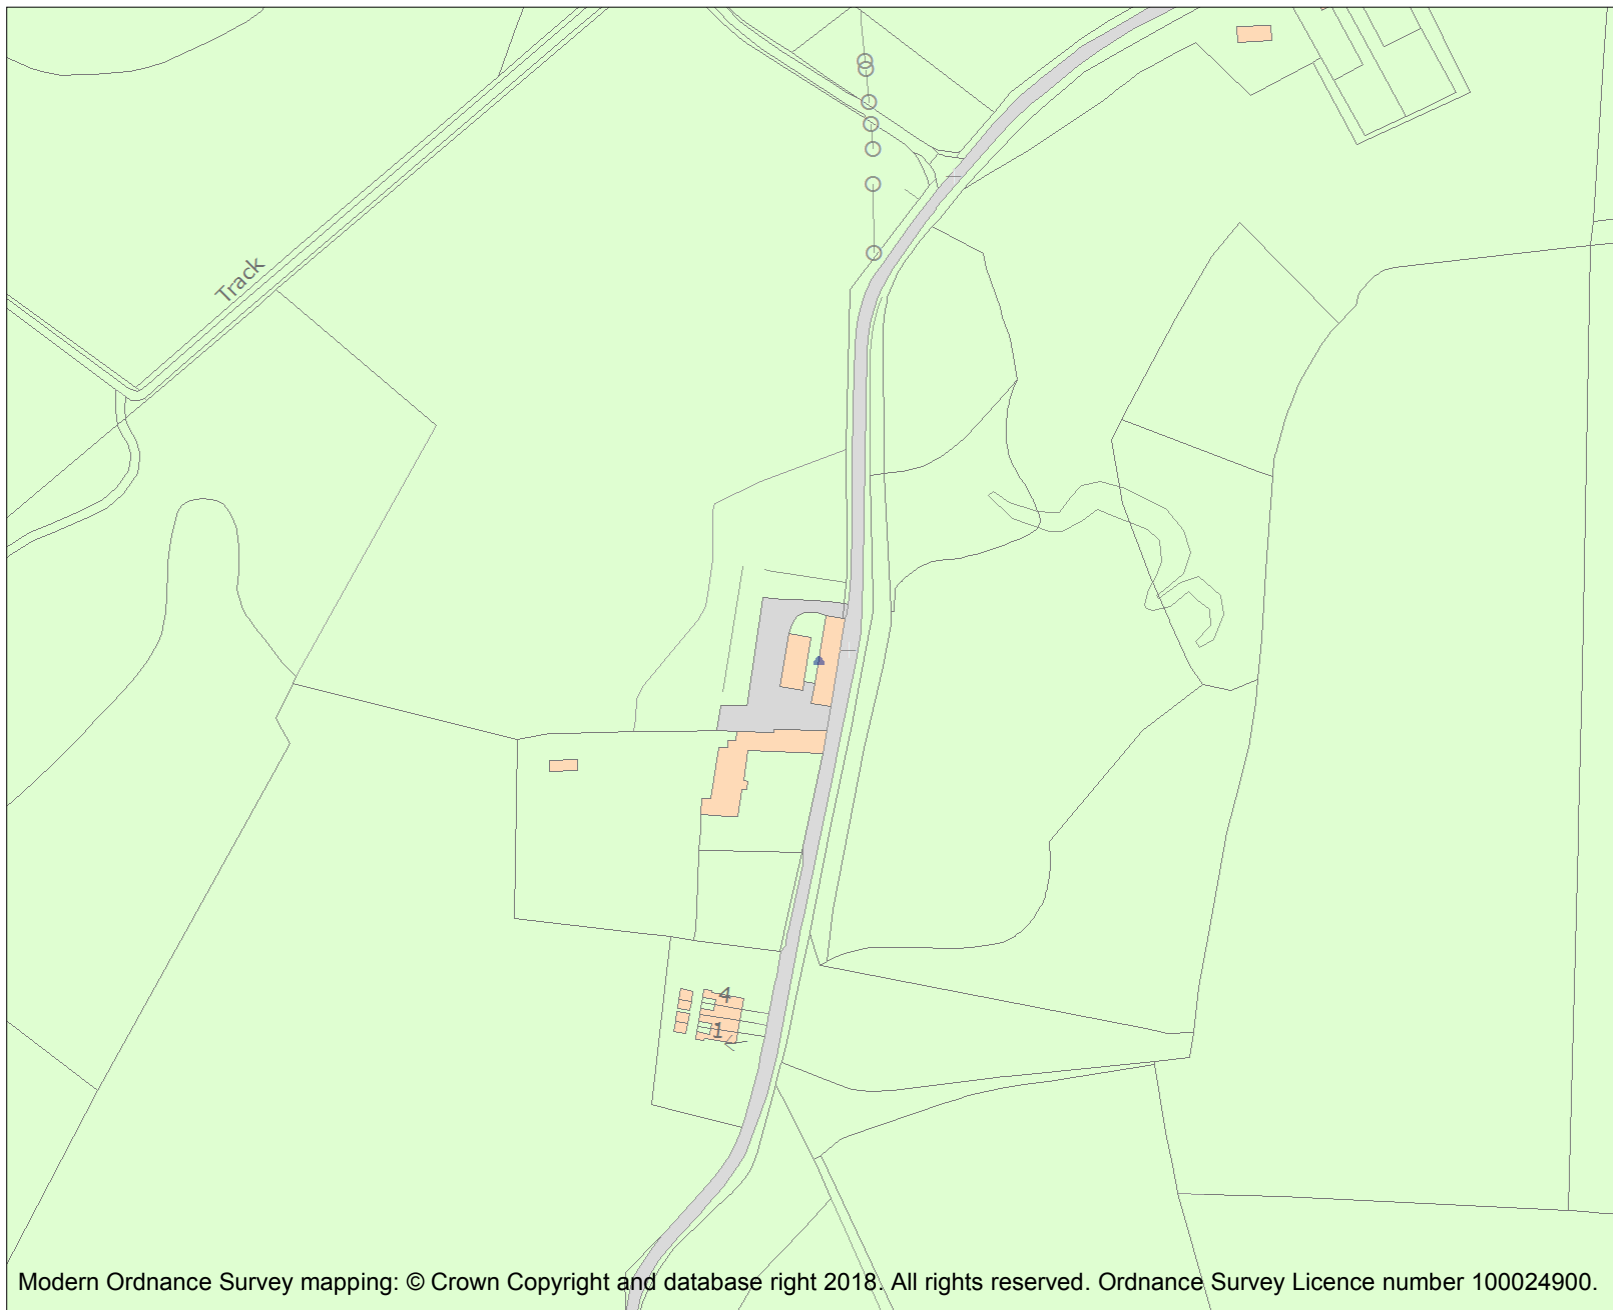 Track
4
1
Modern Ordnance Survey mapping: © Crown Copyright and database right 2018. All rights reserved. Ordnance Survey Licence number 100024900.